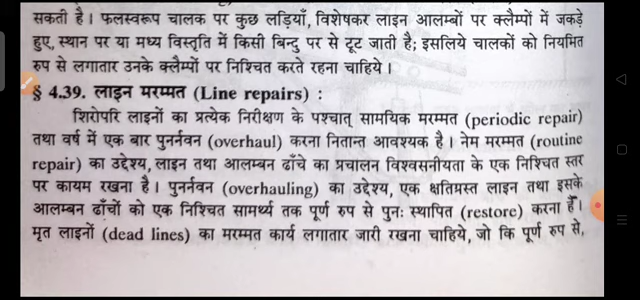 सकती है । फलस्वरूप चालक पर कुछ लड़ियाँ, विशेषकर लाइन आलम्बों पर क्लैम्पों में जकड़े
हुए, स्थान पर या मध्य विस्तृति में किसी बिन्दु पर से टूट जाती है; इसलिये चालकों को नियमित
रुप से लगातार उनके क्लैम्पों पर निश्चित करते रहना चाहिये ।
§ 4.39. लाइन मरम्मत (Line repairs) :
शिरोपरि लाइनों का प्रत्येक निरीक्षण के पश्चात् सामयिक मरम्मत (periodic repair)
तथा वर्ष में एक बार पुनर्नवन (overhaul) करना नितान्त आवश्यक है । नेम मरम्मत (routine
repair) का उद्देश्य, लाइन तथा आलम्बन ढाँचे का प्रचालन विश्वसनीयता के एक निश्चित स्तर
पर कायम रखना है । पुनर्नवन (overhauling) का उद्देश्य, एक क्षतिग्रस्त लाइन तथा इसके
आलम्बन ढाँचों को एक निश्चित सामर्थ्य तक पूर्ण रुप से पुनः स्थापित (restore) करना है।
मृत लाइनों (dead lines) का मरम्मत कार्य लगातार जारी रखना चाहिये, जो कि पूर्ण रुप से,